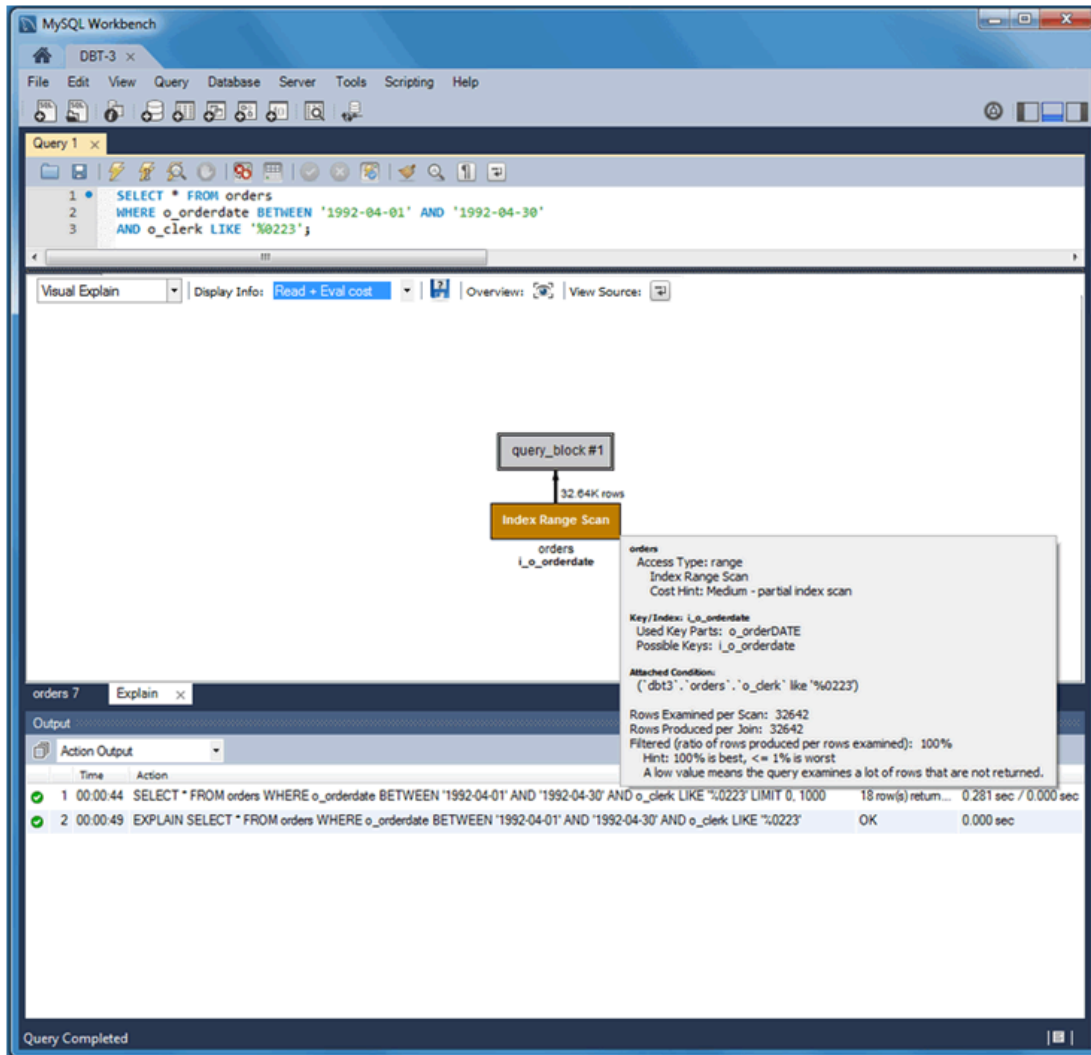 MySQL Workbench
DBT-3 ×
File Edit View Query Database Server Tools Scripting Help
Query 1 ×
1 SELECT * FROM orders
2 WHERE o_orderdate BETWEEN '1992-04-01' AND '1992-04-30'
3 AND o_clerk LIKE '%0223';
Visual Explain Display Info: Read + Eval cost Overview: View Source:
query_block #1
32.64K rows
Index Range Scan
orders
i_o_orderdate
orders
Access Type: range
Index Range Scan
Cost Hint: Medium - partial index scan
Key/Index: i_o_orderdate
Used Key Parts: o_orderDATE
Possible Keys: i_o_orderdate
Attached Condition:
(`dbt3`.`orders`.`o_clerk` like '%0223')
Rows Examined per Scan: 32642
Rows Produced per Join: 32642
Filtered (ratio of rows produced per rows examined): 100%
Hint: 100% is best, <= 1% is worst
A low value means the query examines a lot of rows that are not returned.
orders 7 Explain ×
Output
Action Output
Time Action
1 00:00:44 SELECT * FROM orders WHERE o_orderdate BETWEEN '1992-04-01' AND '1992-04-30' AND o_clerk LIKE '%0223' LIMIT 0, 1000 18 row(s) return... 0.281 sec / 0.000 sec
2 00:00:49 EXPLAIN SELECT * FROM orders WHERE o_orderdate BETWEEN '1992-04-01' AND '1992-04-30' AND o_clerk LIKE '%0223' OK 0.000 sec
Query Completed